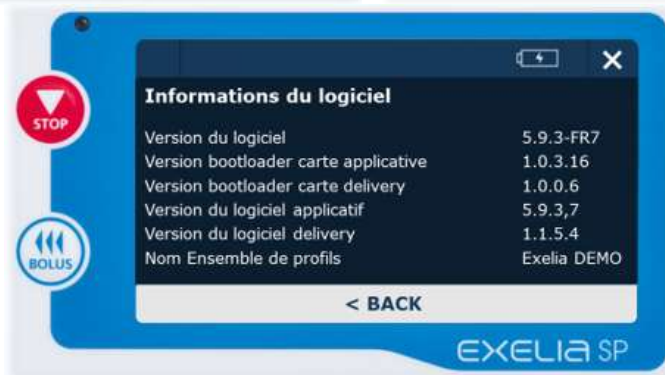 Informations du logiciel
STOP
Version du logiciel 5.9.3-FR7
Version bootloader carte applicative 1.0.3.16
Version bootloader carte delivery 1.0.0.6
Version du logiciel applicatif 5.9.3,7
Version du logiciel delivery 1.1.5.4
BOLUS
Nom Ensemble de profils Exelia DEMO
< BACK
EXELIA SP